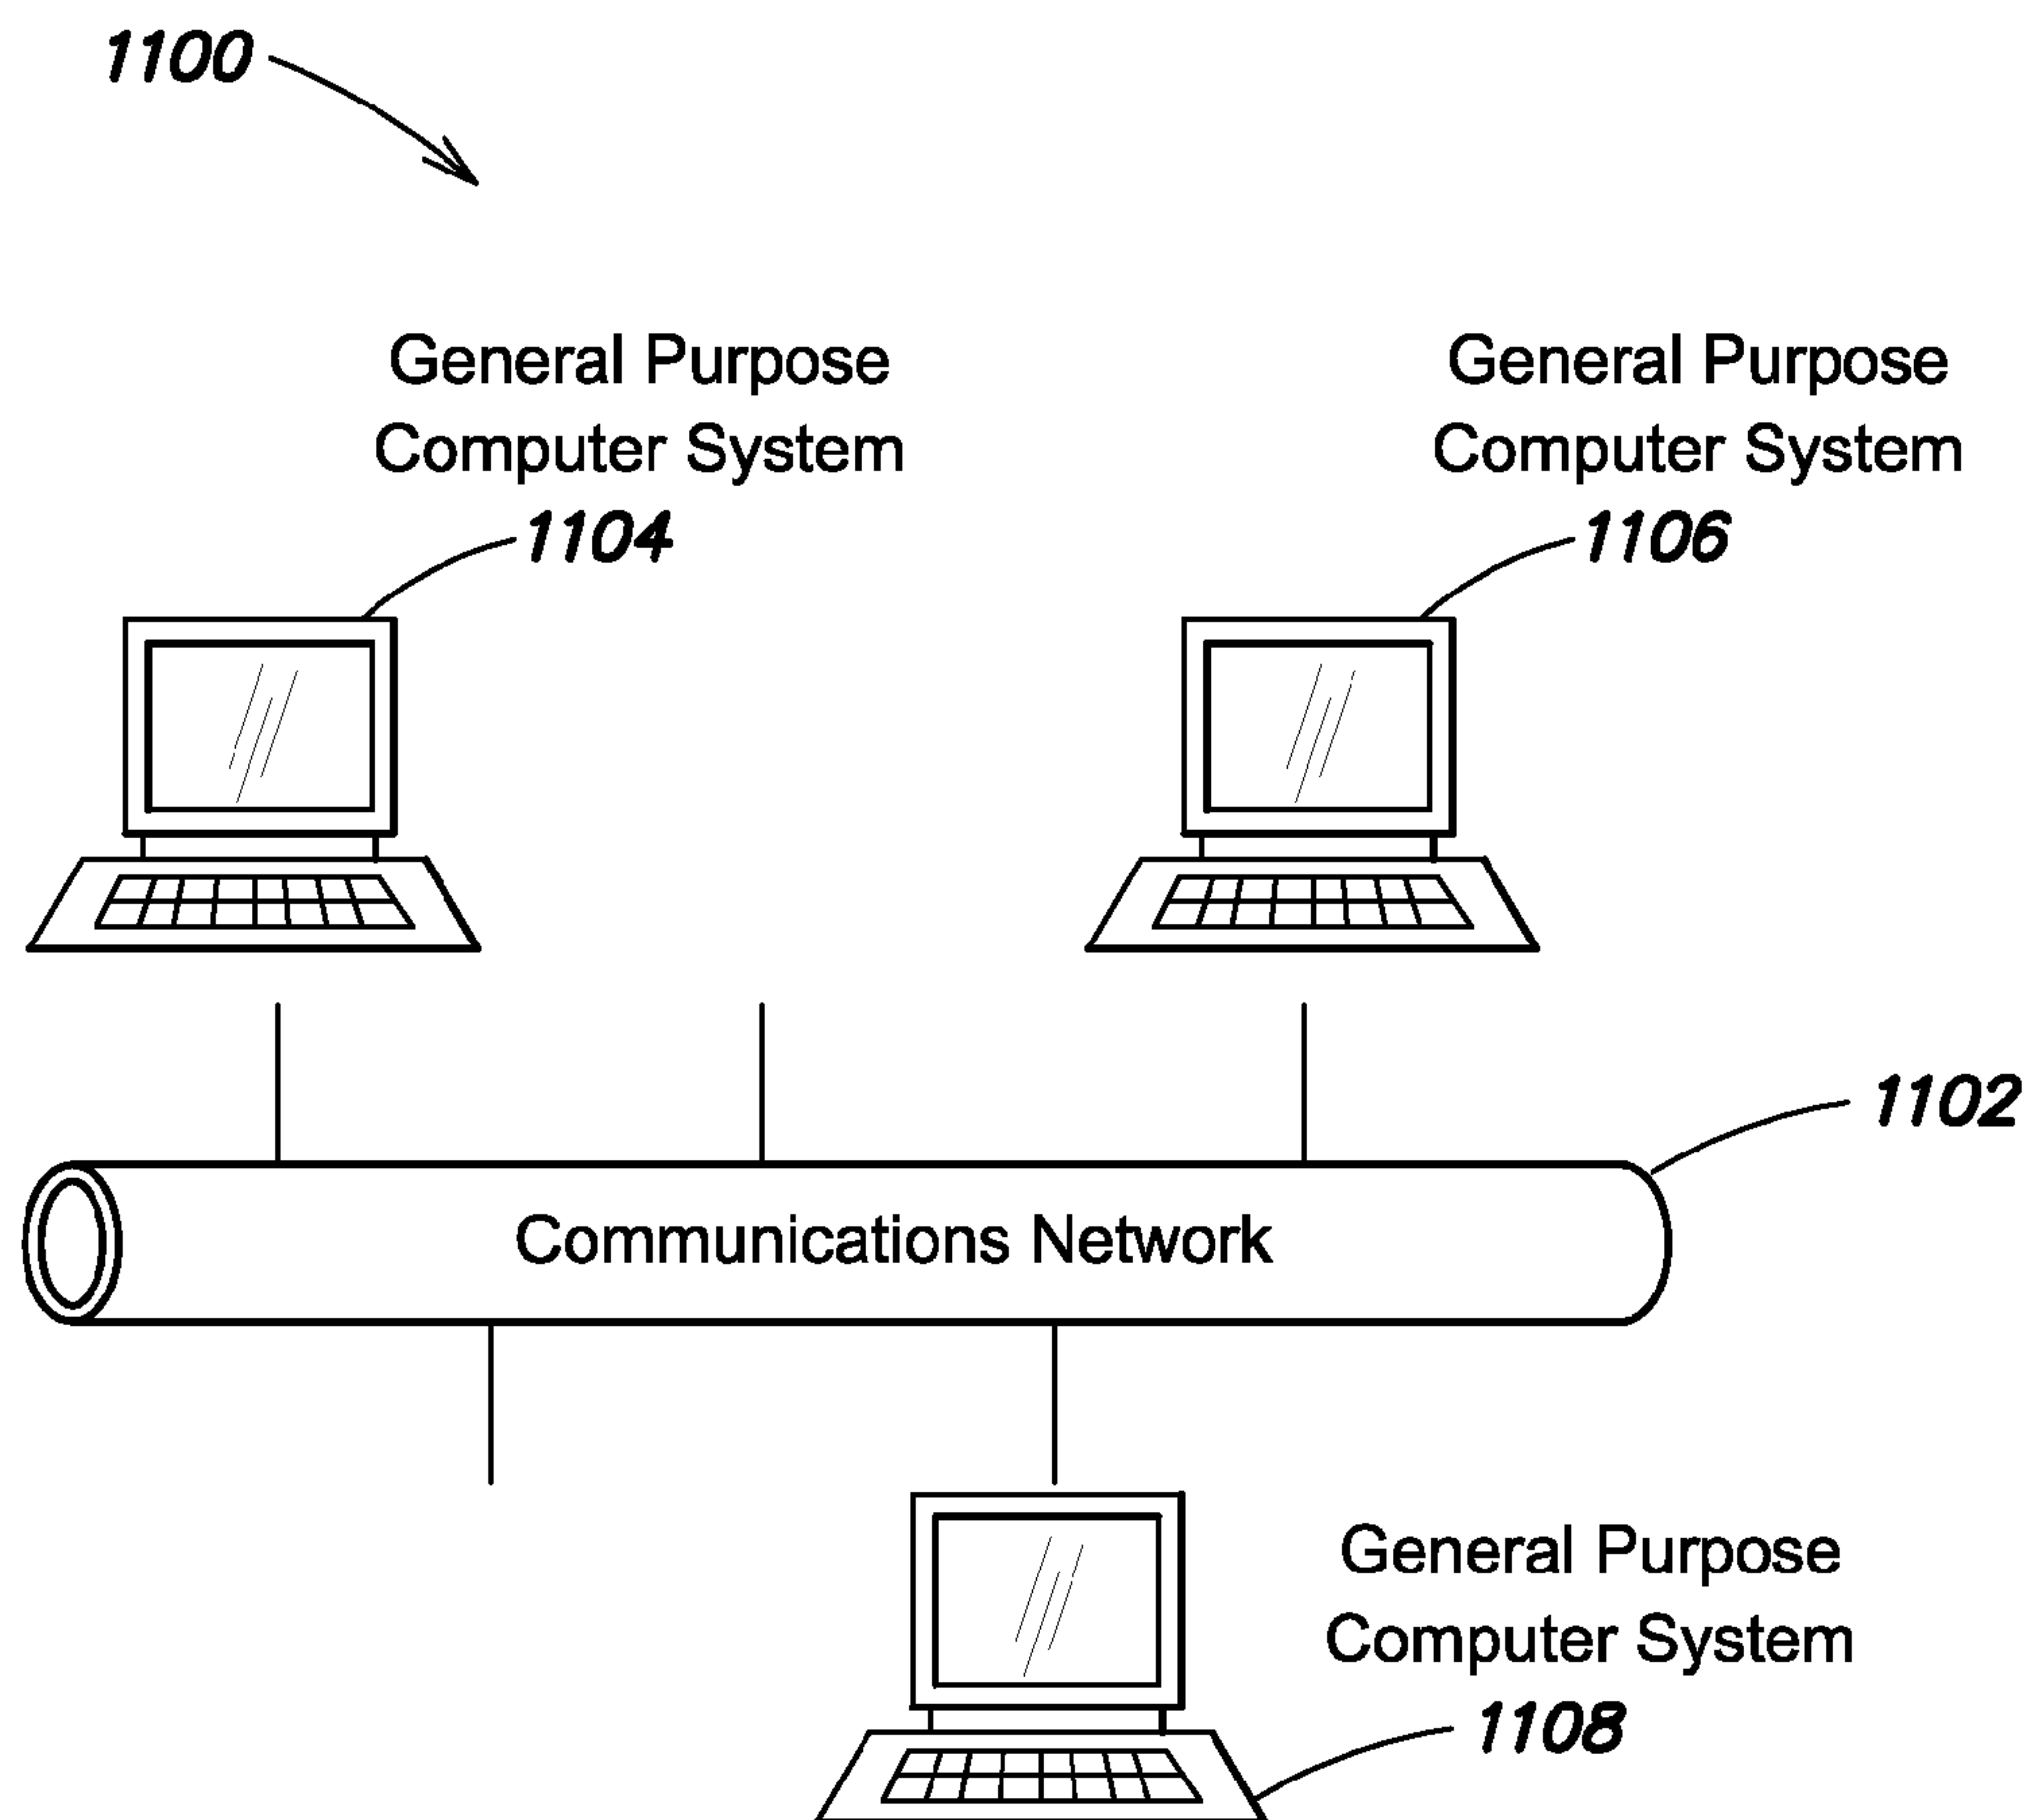 1100
General Purpose
Computer System
1104
General Purpose
Computer System
1106
1102
Communications Network
General Purpose
Computer System
1108